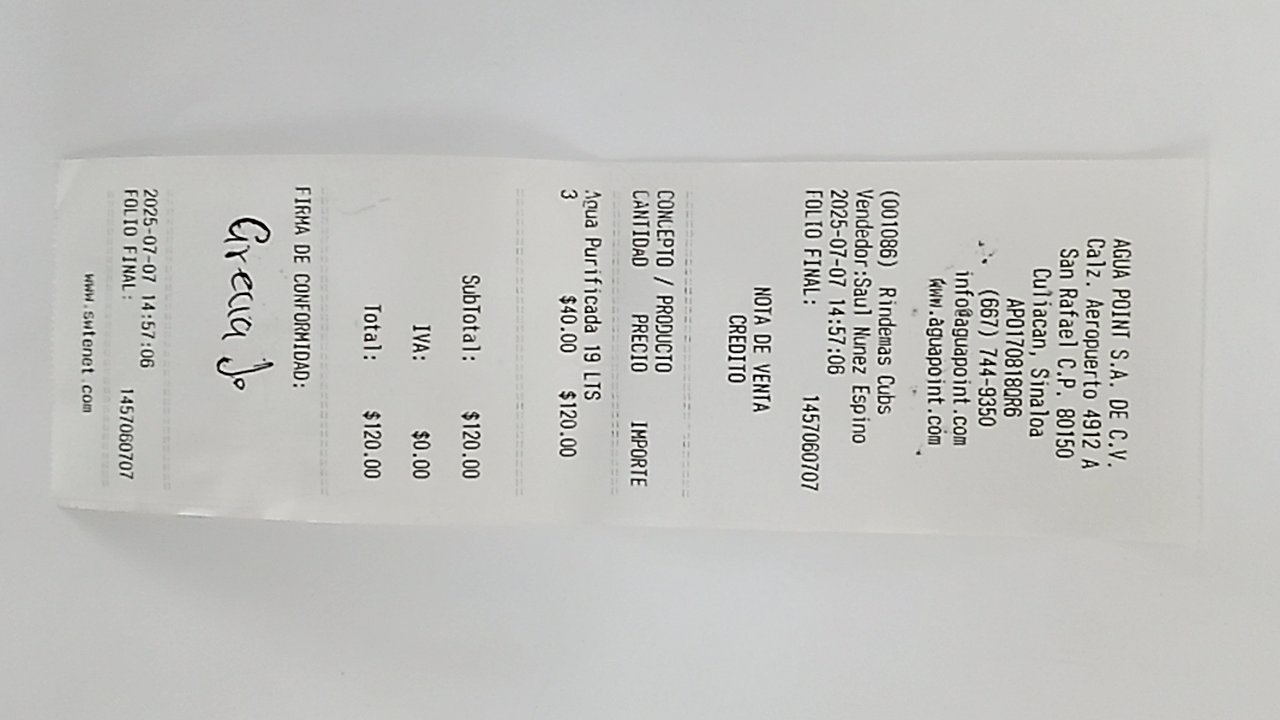 AGUA POINT S.A. DE C.V.
Calz. Aeropuerto 4912 A
San Rafael C.P. 80150
Culiacan, Sinaloa
APO170818QR6
(667) 744-9350
info@aguapoint.com
www.aguapoint.com
(001086) Rindemas Cubs
Vendedor:Saul Nunez Espino
2025-07-07 14:57:06
FOLIO FINAL: 1457060707
NOTA DE VENTA
CREDITO
CONCEPTO / PRODUCTO
CANTIDAD PRECIO IMPORTE
Agua Purificada 19 LTS
3 $40.00 $120.00
SubTotal: $120.00
IVA: $0.00
Total: $120.00
FIRMA DE CONFORMIDAD:
Grecia
2025-07-07 14:57:06
FOLIO FINAL: 1457060707
www.swtenet.com